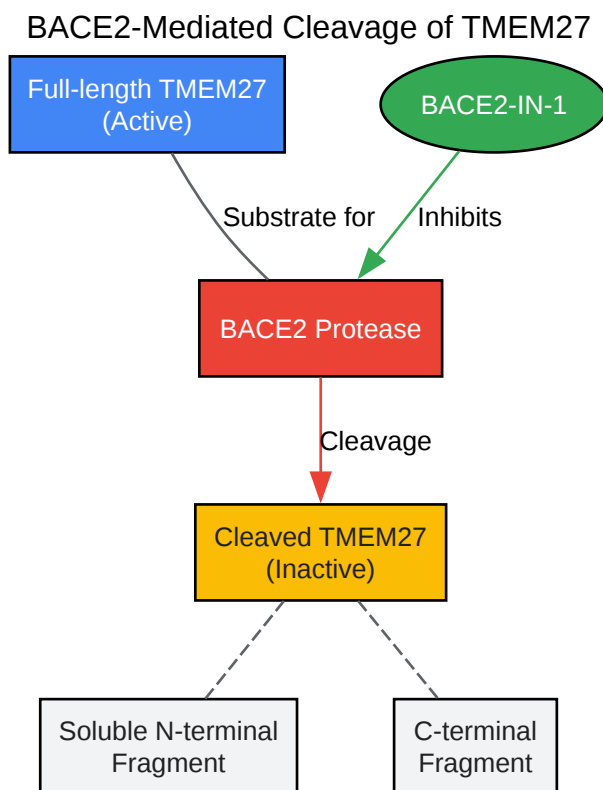 BACE2-Mediated Cleavage of TMEM27
Full-length TMEM27
(Active)
BACE2-IN-1
Substrate for
Inhibits
BACE2 Protease
Cleavage
Cleaved TMEM27
(Inactive)
Soluble N-terminal
Fragment
C-terminal
Fragment